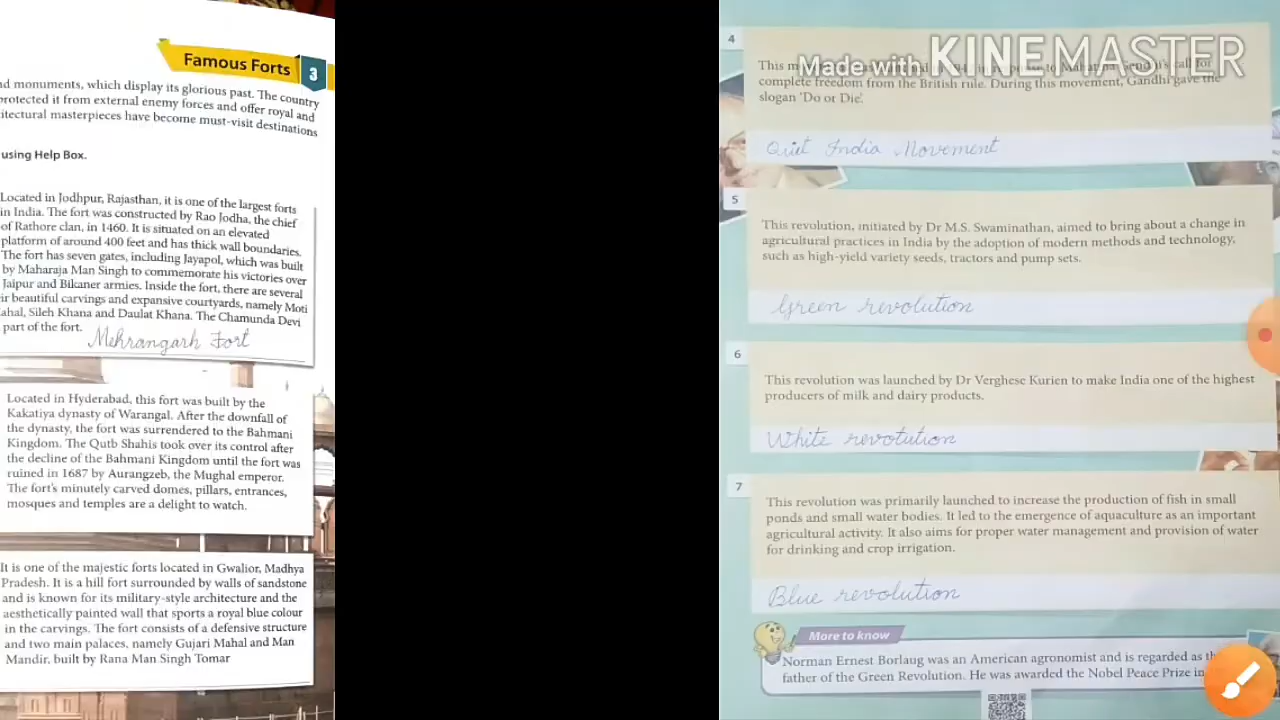 Famous Forts 3
nd monuments, which display its glorious past. The country
protected it from external enemy forces and offer royal and
itectural masterpieces have become must-visit destinations
using Help Box.
Located in Jodhpur, Rajasthan, it is one of the largest forts
in India. The fort was constructed by Rao Jodha, the chief
of Rathore clan, in 1460. It is situated on an elevated
platform of around 400 feet and has thick wall boundaries.
The fort has seven gates, including Jayapol, which was built
by Maharaja Man Singh to commemorate his victories over
Jaipur and Bikaner armies. Inside the fort, there are several
ir beautiful carvings and expansive courtyards, namely Moti
ahal, Sileh Khana and Daulat Khana. The Chamunda Devi
part of the fort.
Mehrangarh Fort
Located in Hyderabad, this fort was built by the
Kakatiya dynasty of Warangal. After the downfall of
the dynasty, the fort was surrendered to the Bahmani
Kingdom. The Qutb Shahis took over its control after
the decline of the Bahmani Kingdom until the fort was
ruined in 1687 by Aurangzeb, the Mughal emperor.
The fort's minutely carved domes, pillars, entrances,
mosques and temples are a delight to watch.
It is one of the majestic forts located in Gwalior, Madhya
Pradesh. It is a hill fort surrounded by walls of sandstone
and is known for its military-style architecture and the
aesthetically painted wall that sports a royal blue colour
in the carvings. The fort consists of a defensive structure
and two main palaces, namely Gujari Mahal and Man
Mandir, built by Rana Man Singh Tomar
Made with KINEMASTER
4
This to Mahatma Gandhi's call for
complete freedom from the British rule. During this movement, Gandhi gave the
slogan 'Do or Die'.
Quit India Movement
5
This revolution, initiated by Dr M.S. Swaminathan, aimed to bring about a change in
agricultural practices in India by the adoption of modern methods and technology,
such as high-yield variety seeds, tractors and pump sets.
Green revolution
6
This revolution was launched by Dr Verghese Kurien to make India one of the highest
producers of milk and dairy products.
White revotution
7
This revolution was primarily launched to increase the production of fish in small
ponds and small water bodies. It led to the emergence of aquaculture as an important
agricultural activity. It also aims for proper water management and provision of water
for drinking and crop irrigation.
Blue revolution
More to know
Norman Ernest Borlaug was an American agronomist and is regarded as th
father of the Green Revolution. He was awarded the Nobel Peace Prize in